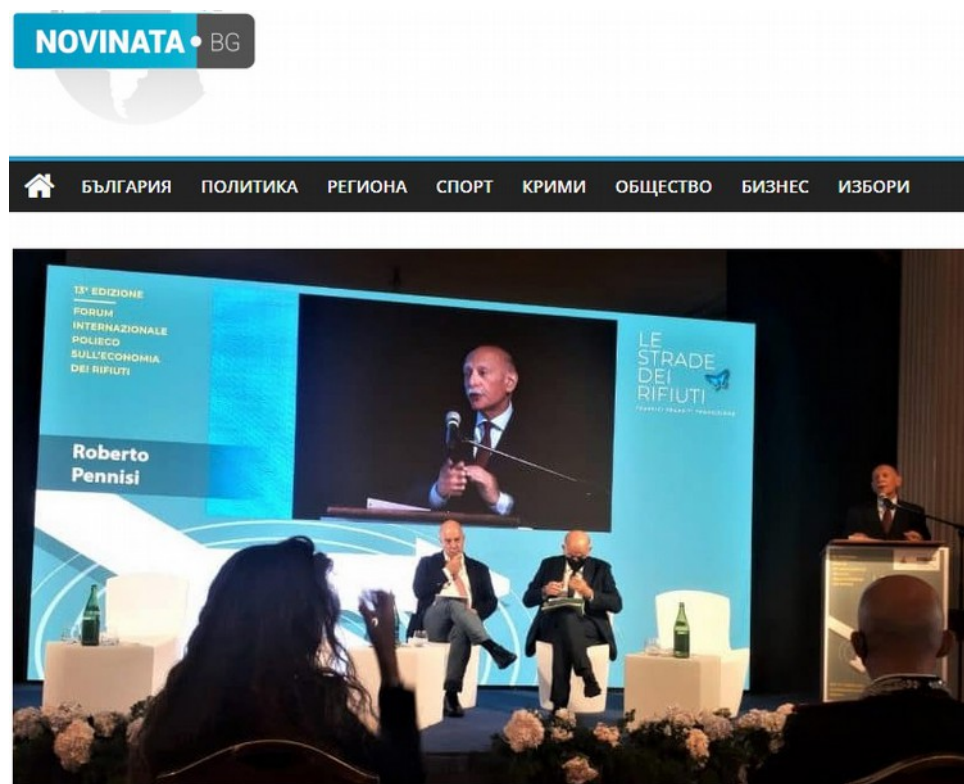 NOVINATA • BG
БЪЛГАРИЯ ПОЛИТИКА РЕГИОНА СПОРТ КРИМИ ОБЩЕСТВО БИЗНЕС ИЗБОРИ
13ª EDIZIONE
FORUM
INTERNAZIONALE
POLIECO
SULL'ECONOMIA
DEI RIFIUTI
LE
STRADE
DEI
RIFIUTI
Roberto
Pennisi